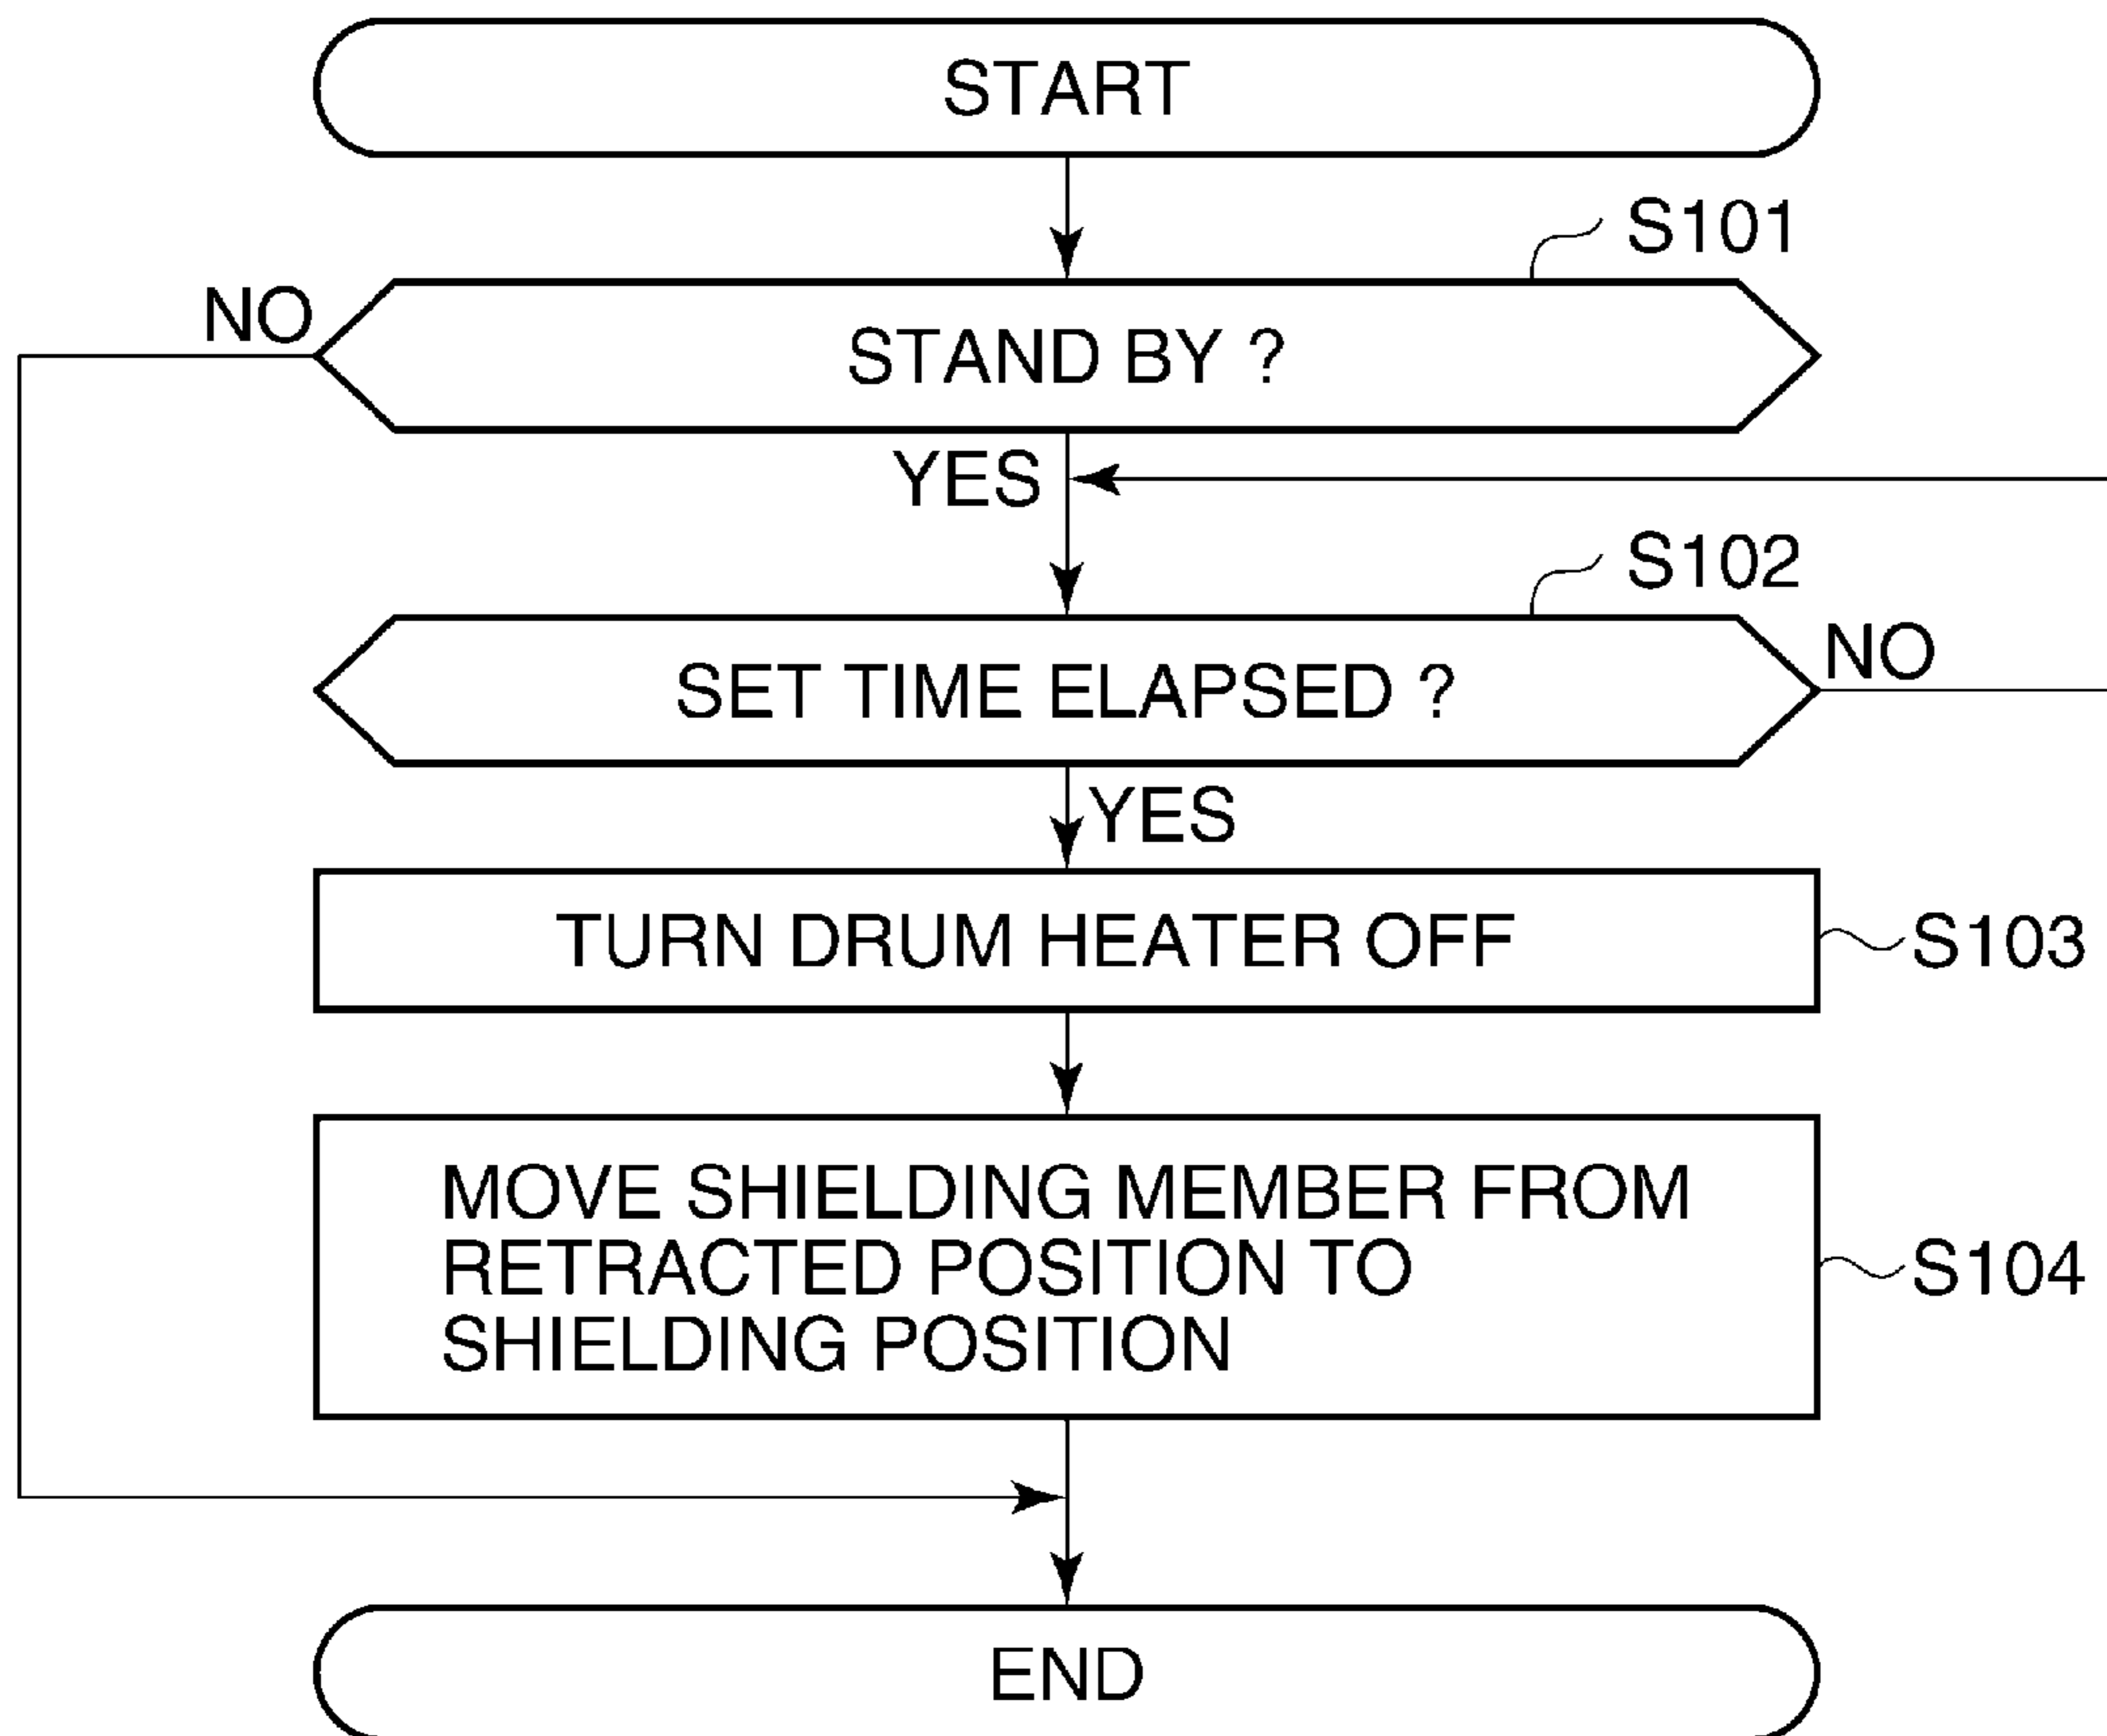 START
S101
NO
STAND BY ?
YES
S102
SET TIME ELAPSED ?
NO
YES
TURN DRUM HEATER OFF
S103
MOVE SHIELDING MEMBER FROM
RETRACTED POSITION TO
SHIELDING POSITION
S104
END